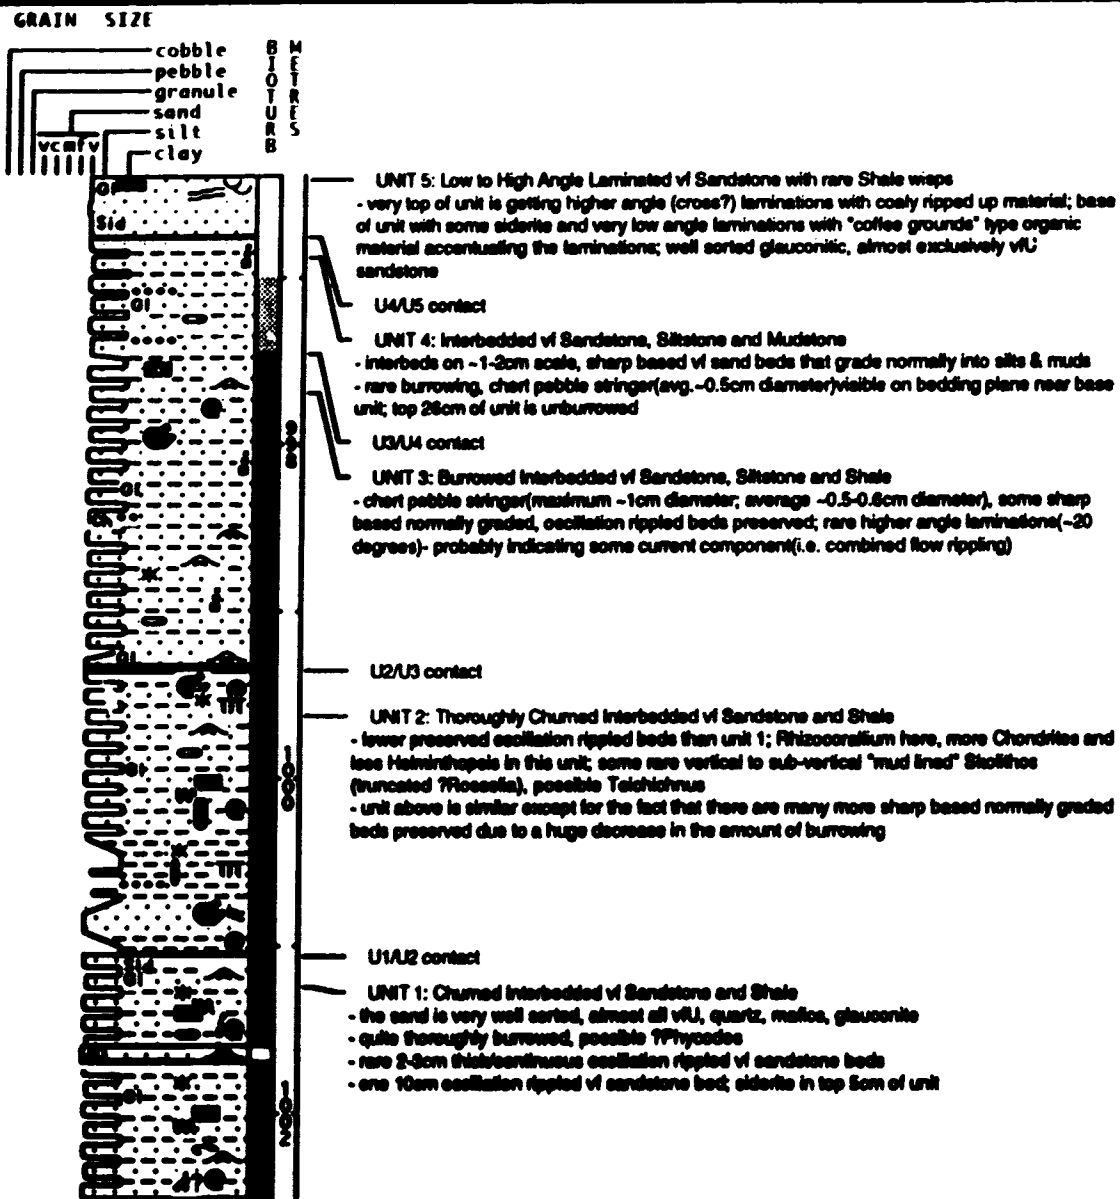 GRAIN SIZE
cobble
pebble
granule
sand
silt
vcmfv
clay
BIOTURB
METRES
UNIT 5: Low to High Angle Laminated vf Sandstone with rare Shale wisps
- very top of unit is getting higher angle (cross?) laminations with coaly ripped up material; base
of unit with some siderite and very low angle laminations with "coffee grounds" type organic
material accentuating the laminations; well sorted glauconitic, almost exclusively vfU
sandstone
Sid
U4/U5 contact
Gl
UNIT 4: Interbedded vf Sandstone, Siltstone and Mudstone
- interbeds on ~1-2cm scale, sharp based vf sand beds that grade normally into silts & muds
- rare burrowing, chert pebble stringer(avg.~0.5cm diameter)visible on bedding plane near base
unit; top 26cm of unit is unburrowed
998
U3/U4 contact
UNIT 3: Burrowed Interbedded vf Sandstone, Siltstone and Shale
- chert pebble stringer(maximum ~1cm diameter; average ~0.5-0.6cm diameter), some sharp
based normally graded, oscillation rippled beds preserved; rare higher angle laminations(~20
degrees)- probably indicating some current component(i.e. combined flow rippling)
Gl
U2/U3 contact
UNIT 2: Thoroughly Churned Interbedded vf Sandstone and Shale
- fewer preserved oscillation rippled beds than unit 1; Rhizocorallium here, more Chondrites and
less Helminthopsis in this unit; some rare vertical to sub-vertical "mud lined" Skolithos
(truncated ?Rosselia), possible Teichichnus
- unit above is similar except for the fact that there are many more sharp based normally graded
beds preserved due to a huge decrease in the amount of burrowing
1000
U1/U2 contact
UNIT 1: Churned Interbedded vf Sandstone and Shale
- the sand is very well sorted, almost all vfU, quartz, mafics, glauconite
- quite thoroughly burrowed, possible ?Phycodes
- rare 2-3cm thick/continuous oscillation rippled vf sandstone beds
- one 10cm oscillation rippled vf sandstone bed; siderite in top 5cm of unit
1002